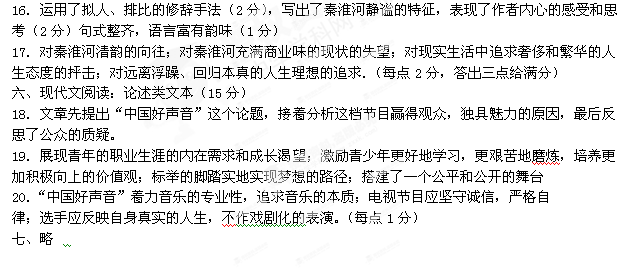 16. 运用了拟人、排比的修辞手法（2 分），写出了秦淮河静谧的特征，表现了作者内心的感受和思
考（2 分）句式整齐，语言富有韵味（1 分）
17. 对秦淮河清韵的向往；对秦淮河充满商业味的现状的失望；对现实生活中追求奢侈和繁华的人
生态度的抨击；对远离浮躁、回归本真的人生理想的追求．（每点 2 分，答出三点给满分）
六、现代文阅读：论述类文本（15 分）
18. 文章先提出“中国好声音”这个论题，接着分析这档节目赢得观众，独具魅力的原因，最后反
思了公众的质疑。
19. 展现青年的职业生涯的内在需求和成长渴望；激励青少年更好地学习，更艰苦地磨炼，培养更
加积极向上的价值观；标举的脚踏实地实现梦想的路径；搭建了一个公平和公开的舞台
20．“中国好声音”着力音乐的专业性，追求音乐的本质；电视节目应坚守诚信，严格自
律；选手应反映自身真实的人生，不作戏剧化的表演。（每点 1 分）
七、略